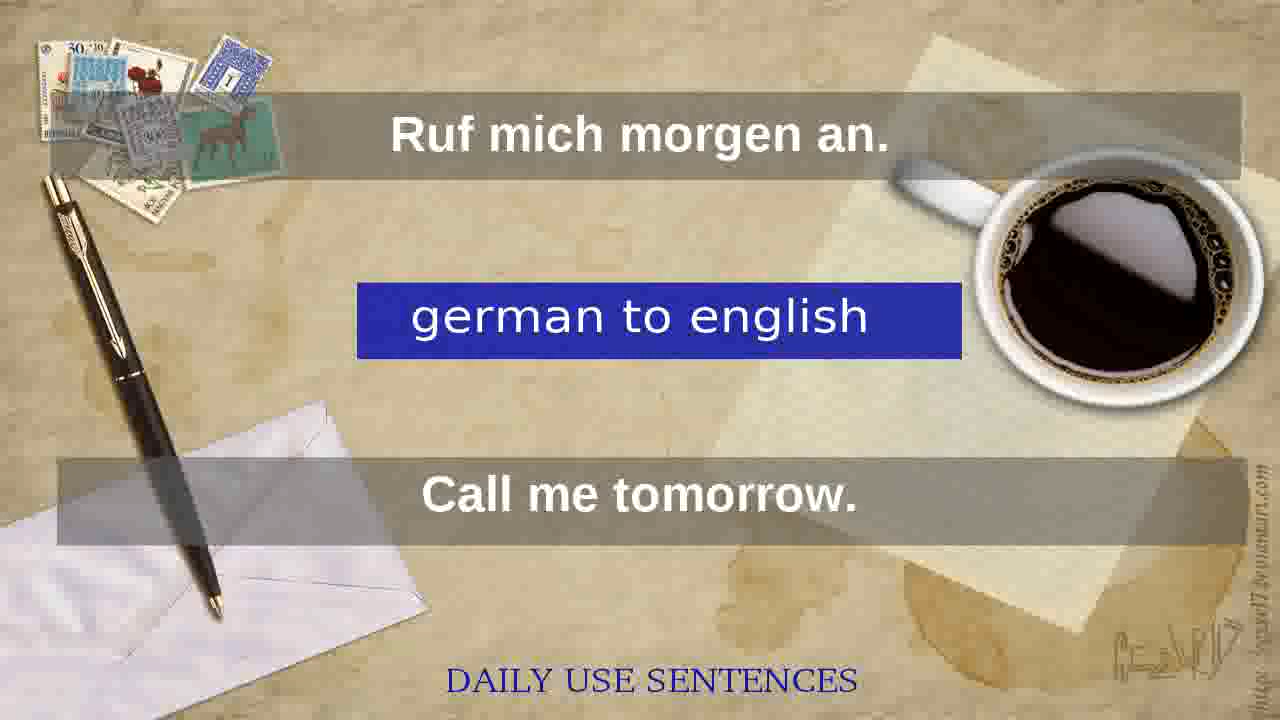 Ruf mich morgen an.
german to english
Call me tomorrow.
DAILY USE SENTENCES